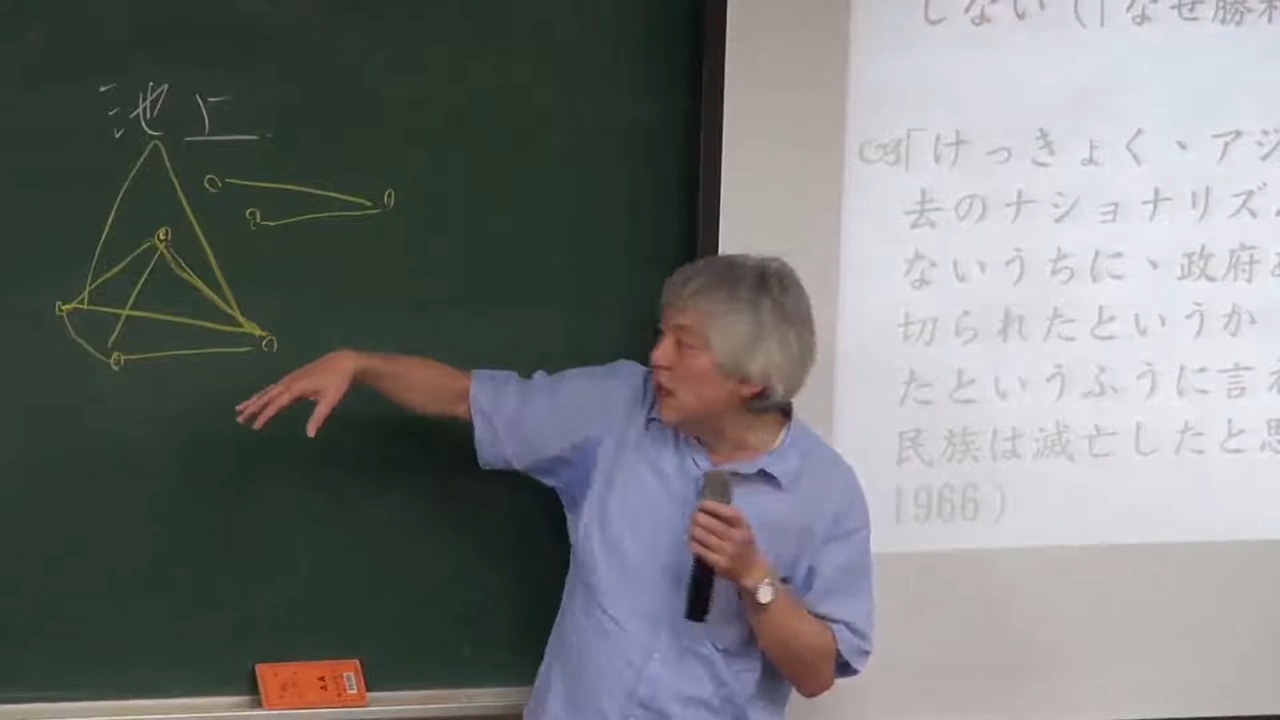 池上
しない（「なぜ勝利
「けっきょく、アジ
去のナショナリズ
ないうちに、政府
切られたというか
たというふうに言
民族は滅亡したと思
1966）